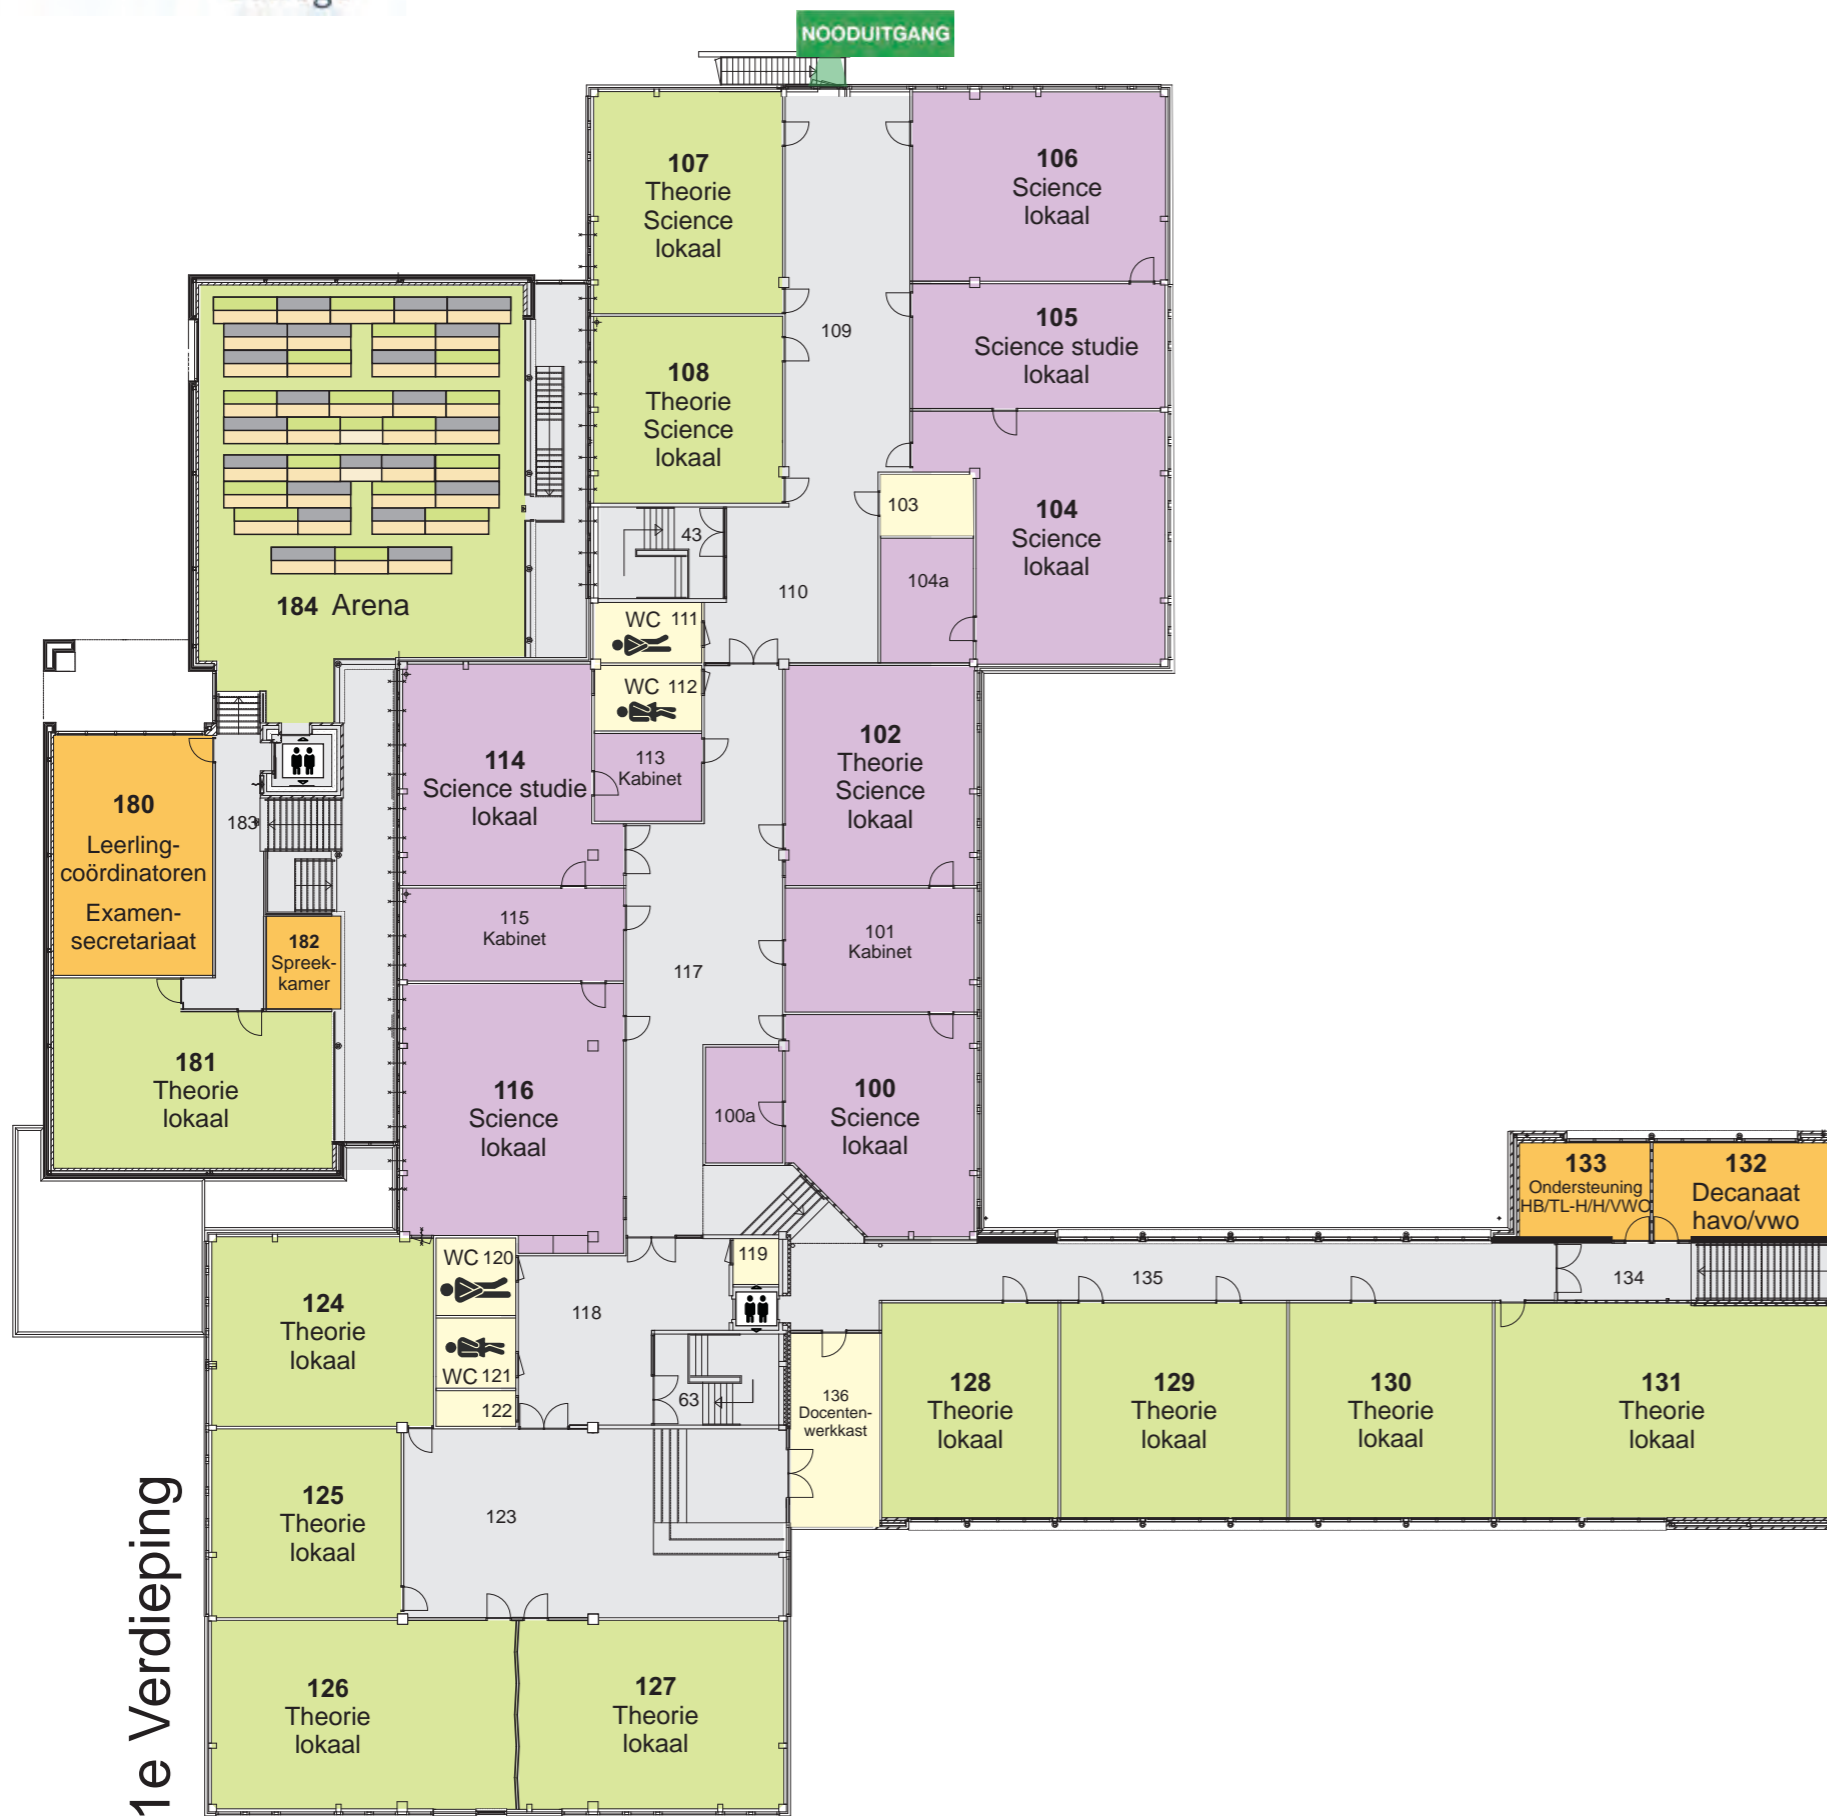 NOODUITGANG
107
Theorie
Science
lokaal
106
Science
lokaal
109
105
Science studie
lokaal
108
Theorie
Science
lokaal
103
104
Science
lokaal
43
104a
110
184 Arena
WC 111
WC 112
114
Science studie
lokaal
113
Kabinet
102
Theorie
Science
lokaal
180
Leerling-
coördinatoren
Examen-
secretariaat
183
115
Kabinet
101
Kabinet
182
Spreek-
kamer
117
181
Theorie
lokaal
116
Science
lokaal
100a
100
Science
lokaal
133
Ondersteuning
HB/TL-H/H/VWO
132
Decanaat
havo/vwo
WC 120
119
135
134
124
Theorie
lokaal
118
WC 121
122
63
136
Docenten-
werkkast
128
Theorie
lokaal
129
Theorie
lokaal
130
Theorie
lokaal
131
Theorie
lokaal
125
Theorie
lokaal
123
126
Theorie
lokaal
127
Theorie
lokaal
1e Verdieping